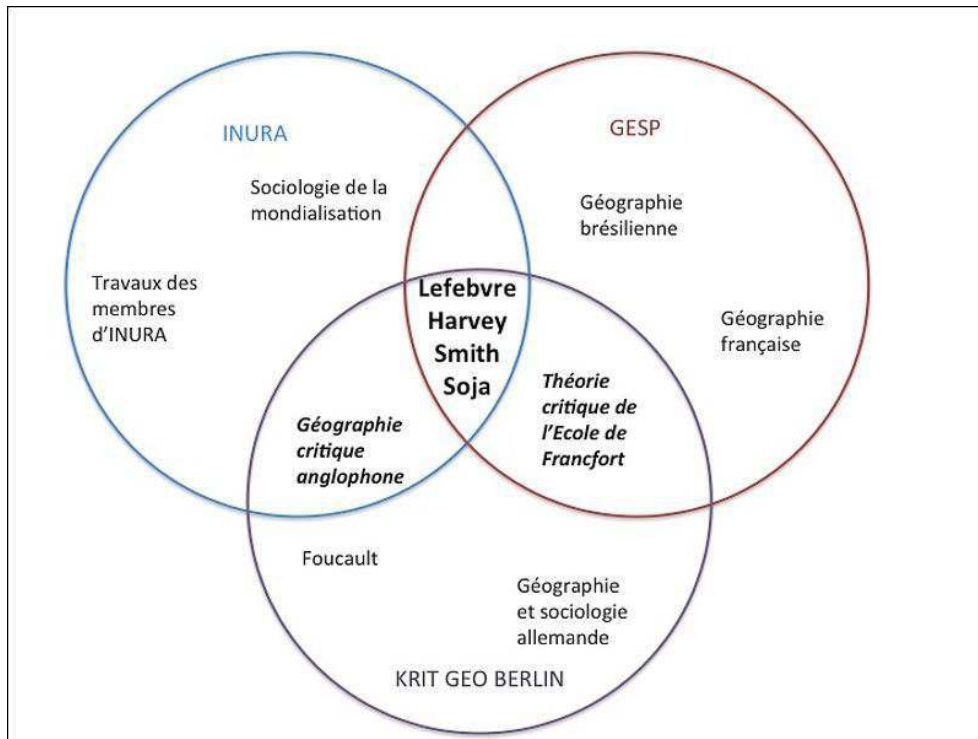 INURA
Sociologie de la
mondialisation
Travaux des
membres
d’INURA
GESP
Géographie
brésilienne
Géographie
française
Lefebvre
Harvey
Smith
Soja
Géographie
critique
anglophone
Théorie
critique de
l’Ecole de
Francfort
Foucault
Géographie
et sociologie
allemande
KRIT GEO BERLIN